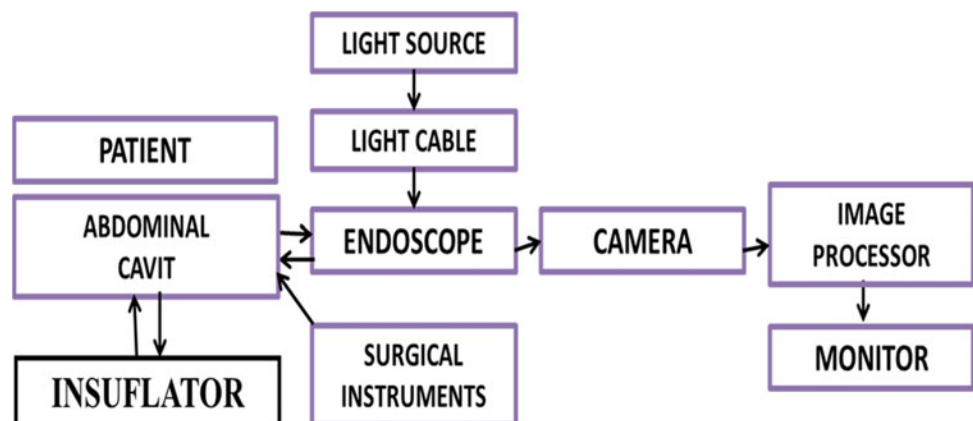 LIGHT SOURCE
LIGHT CABLE
PATIENT
ABDOMINAL
CAVIT
ENDOSCOPE
CAMERA
IMAGE
PROCESSOR
INSUFLATOR
SURGICAL
INSTRUMENTS
MONITOR